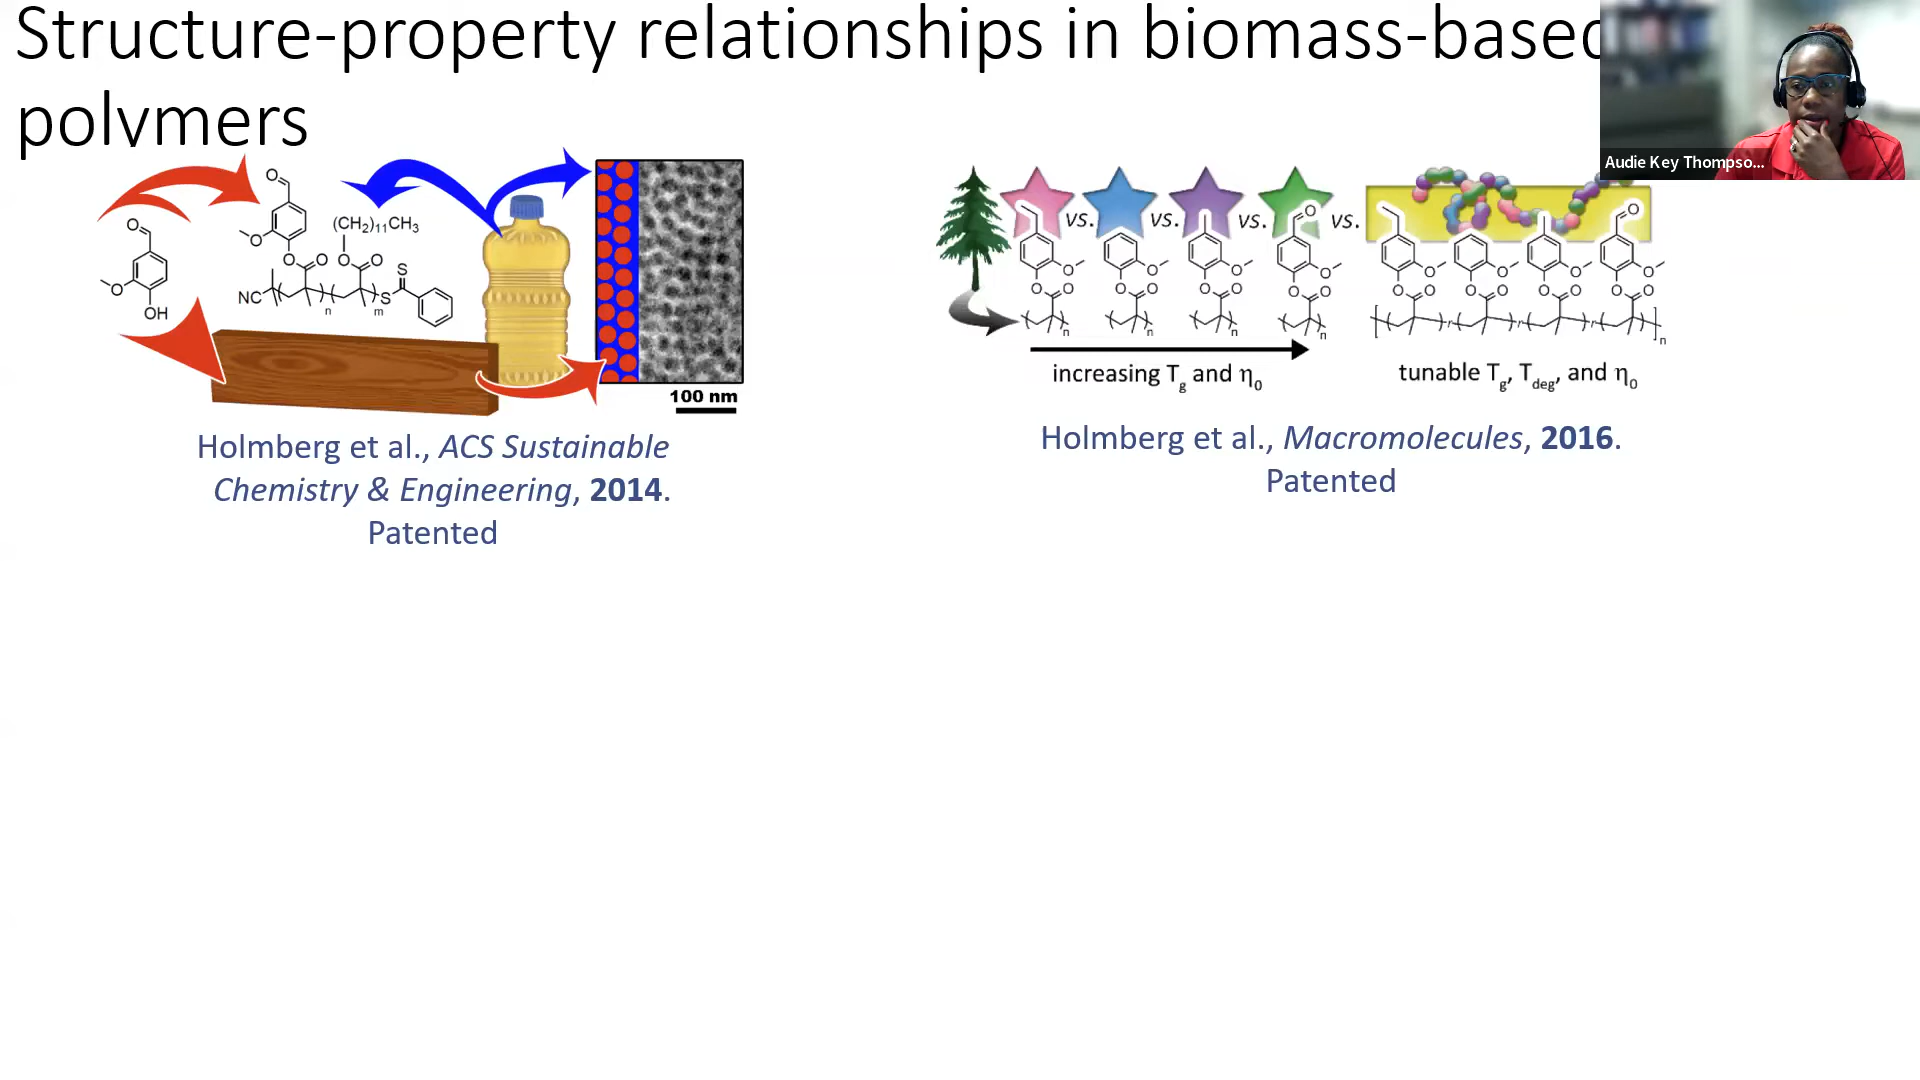 Structure-property relationships in biomass-based
polymers
Audie Key Thompso...
(CH₂)₁₁CH₃
O
O
O O O
S
NC
n
m
S
O
O
OH
100 nm
vs. vs. vs. vs.
O
O
O O O O
O O O O
n n n n
increasing Tg and η₀
O
O O O O
O O O O O O O O
r r r
n
tunable Tg, Tdeg, and η₀
Holmberg et al., ACS Sustainable
Chemistry & Engineering, 2014.
Patented
Holmberg et al., Macromolecules, 2016.
Patented